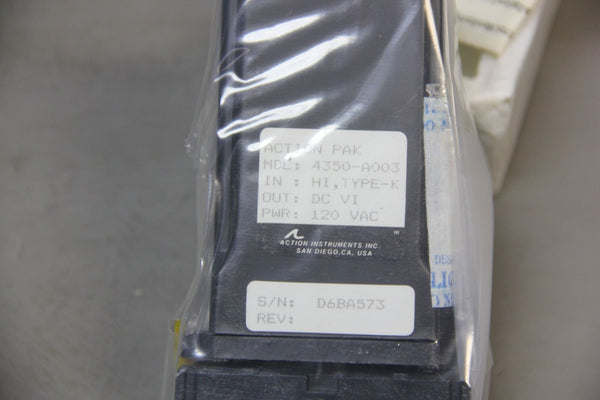 ACTION PAK
MDL: 4350-A003
IN : HI,TYPE-K
OUT: DC VI
PWR: 120 VAC
HI
ACTION INSTRUMENTS INC.
SAN DIEGO, CA, USA
S/N: D6BA573
REV: